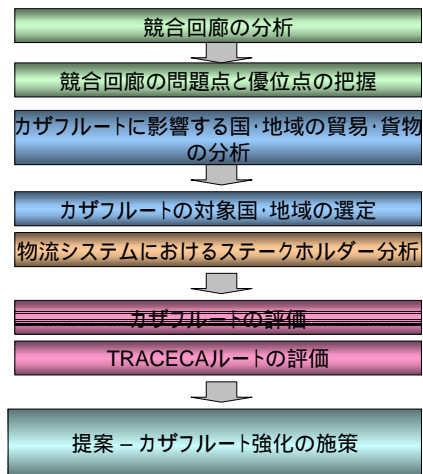 競合回廊の分析
競合回廊の問題点と優位点の把握
カザフルートに影響する国・地域の貿易・貨物
の分析
カザフルートの対象国・地域の選定
物流システムにおけるステークホルダー分析
カザフルートの評価
TRACECAルートの評価
提案 – カザフルート強化の施策